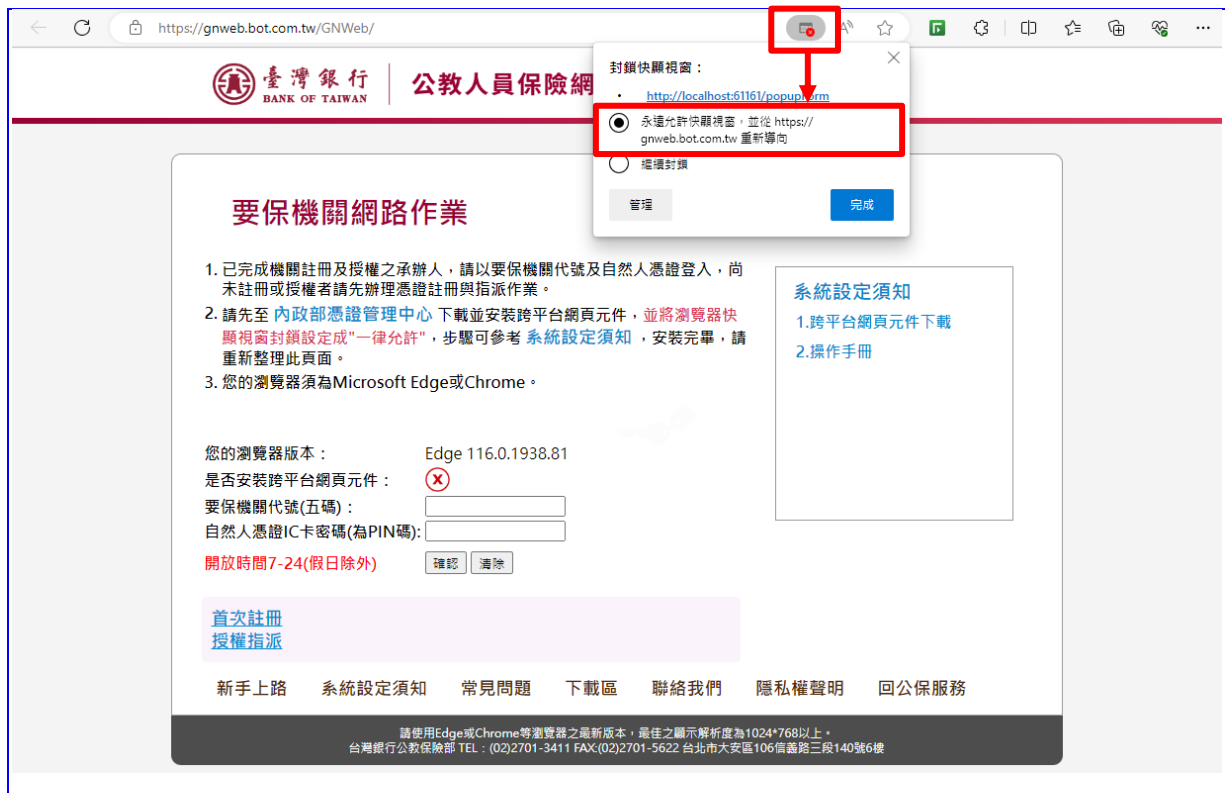 https://gnweb.bot.com.tw/GNWeb/
臺灣銀行
BANK OF TAIWAN
公教人員保險網
封鎖快顯視窗：
http://localhost:61161/popupForm
永遠允許快顯視窗，並從 https://
gnweb.bot.com.tw 重新導向
繼續封鎖
管理
完成
要保機關網路作業
1. 已完成機關註冊及授權之承辦人，請以要保機關代號及自然人憑證登入，尚
未註冊或授權者請先辦理憑證註冊與指派作業。
2. 請先至 內政部憑證管理中心 下載並安裝跨平台網頁元件，並將瀏覽器快
顯視窗封鎖設定成"一律允許"，步驟可參考 系統設定須知 ，安裝完畢，請
重新整理此頁面。
3. 您的瀏覽器須為Microsoft Edge或Chrome。
系統設定須知
1.跨平台網頁元件下載
2.操作手冊
您的瀏覽器版本： Edge 116.0.1938.81
是否安裝跨平台網頁元件： X
要保機關代號(五碼)：
自然人憑證IC卡密碼(為PIN碼):
開放時間7-24(假日除外) 確認 清除
首次註冊
授權指派
新手上路 系統設定須知 常見問題 下載區 聯絡我們 隱私權聲明 回公保服務
請使用Edge或Chrome等瀏覽器之最新版本，最佳之顯示解析度為1024*768以上。
台灣銀行公教保險部 TEL：(02)2701-3411 FAX:(02)2701-5622 台北市大安區106信義路三段140號6樓